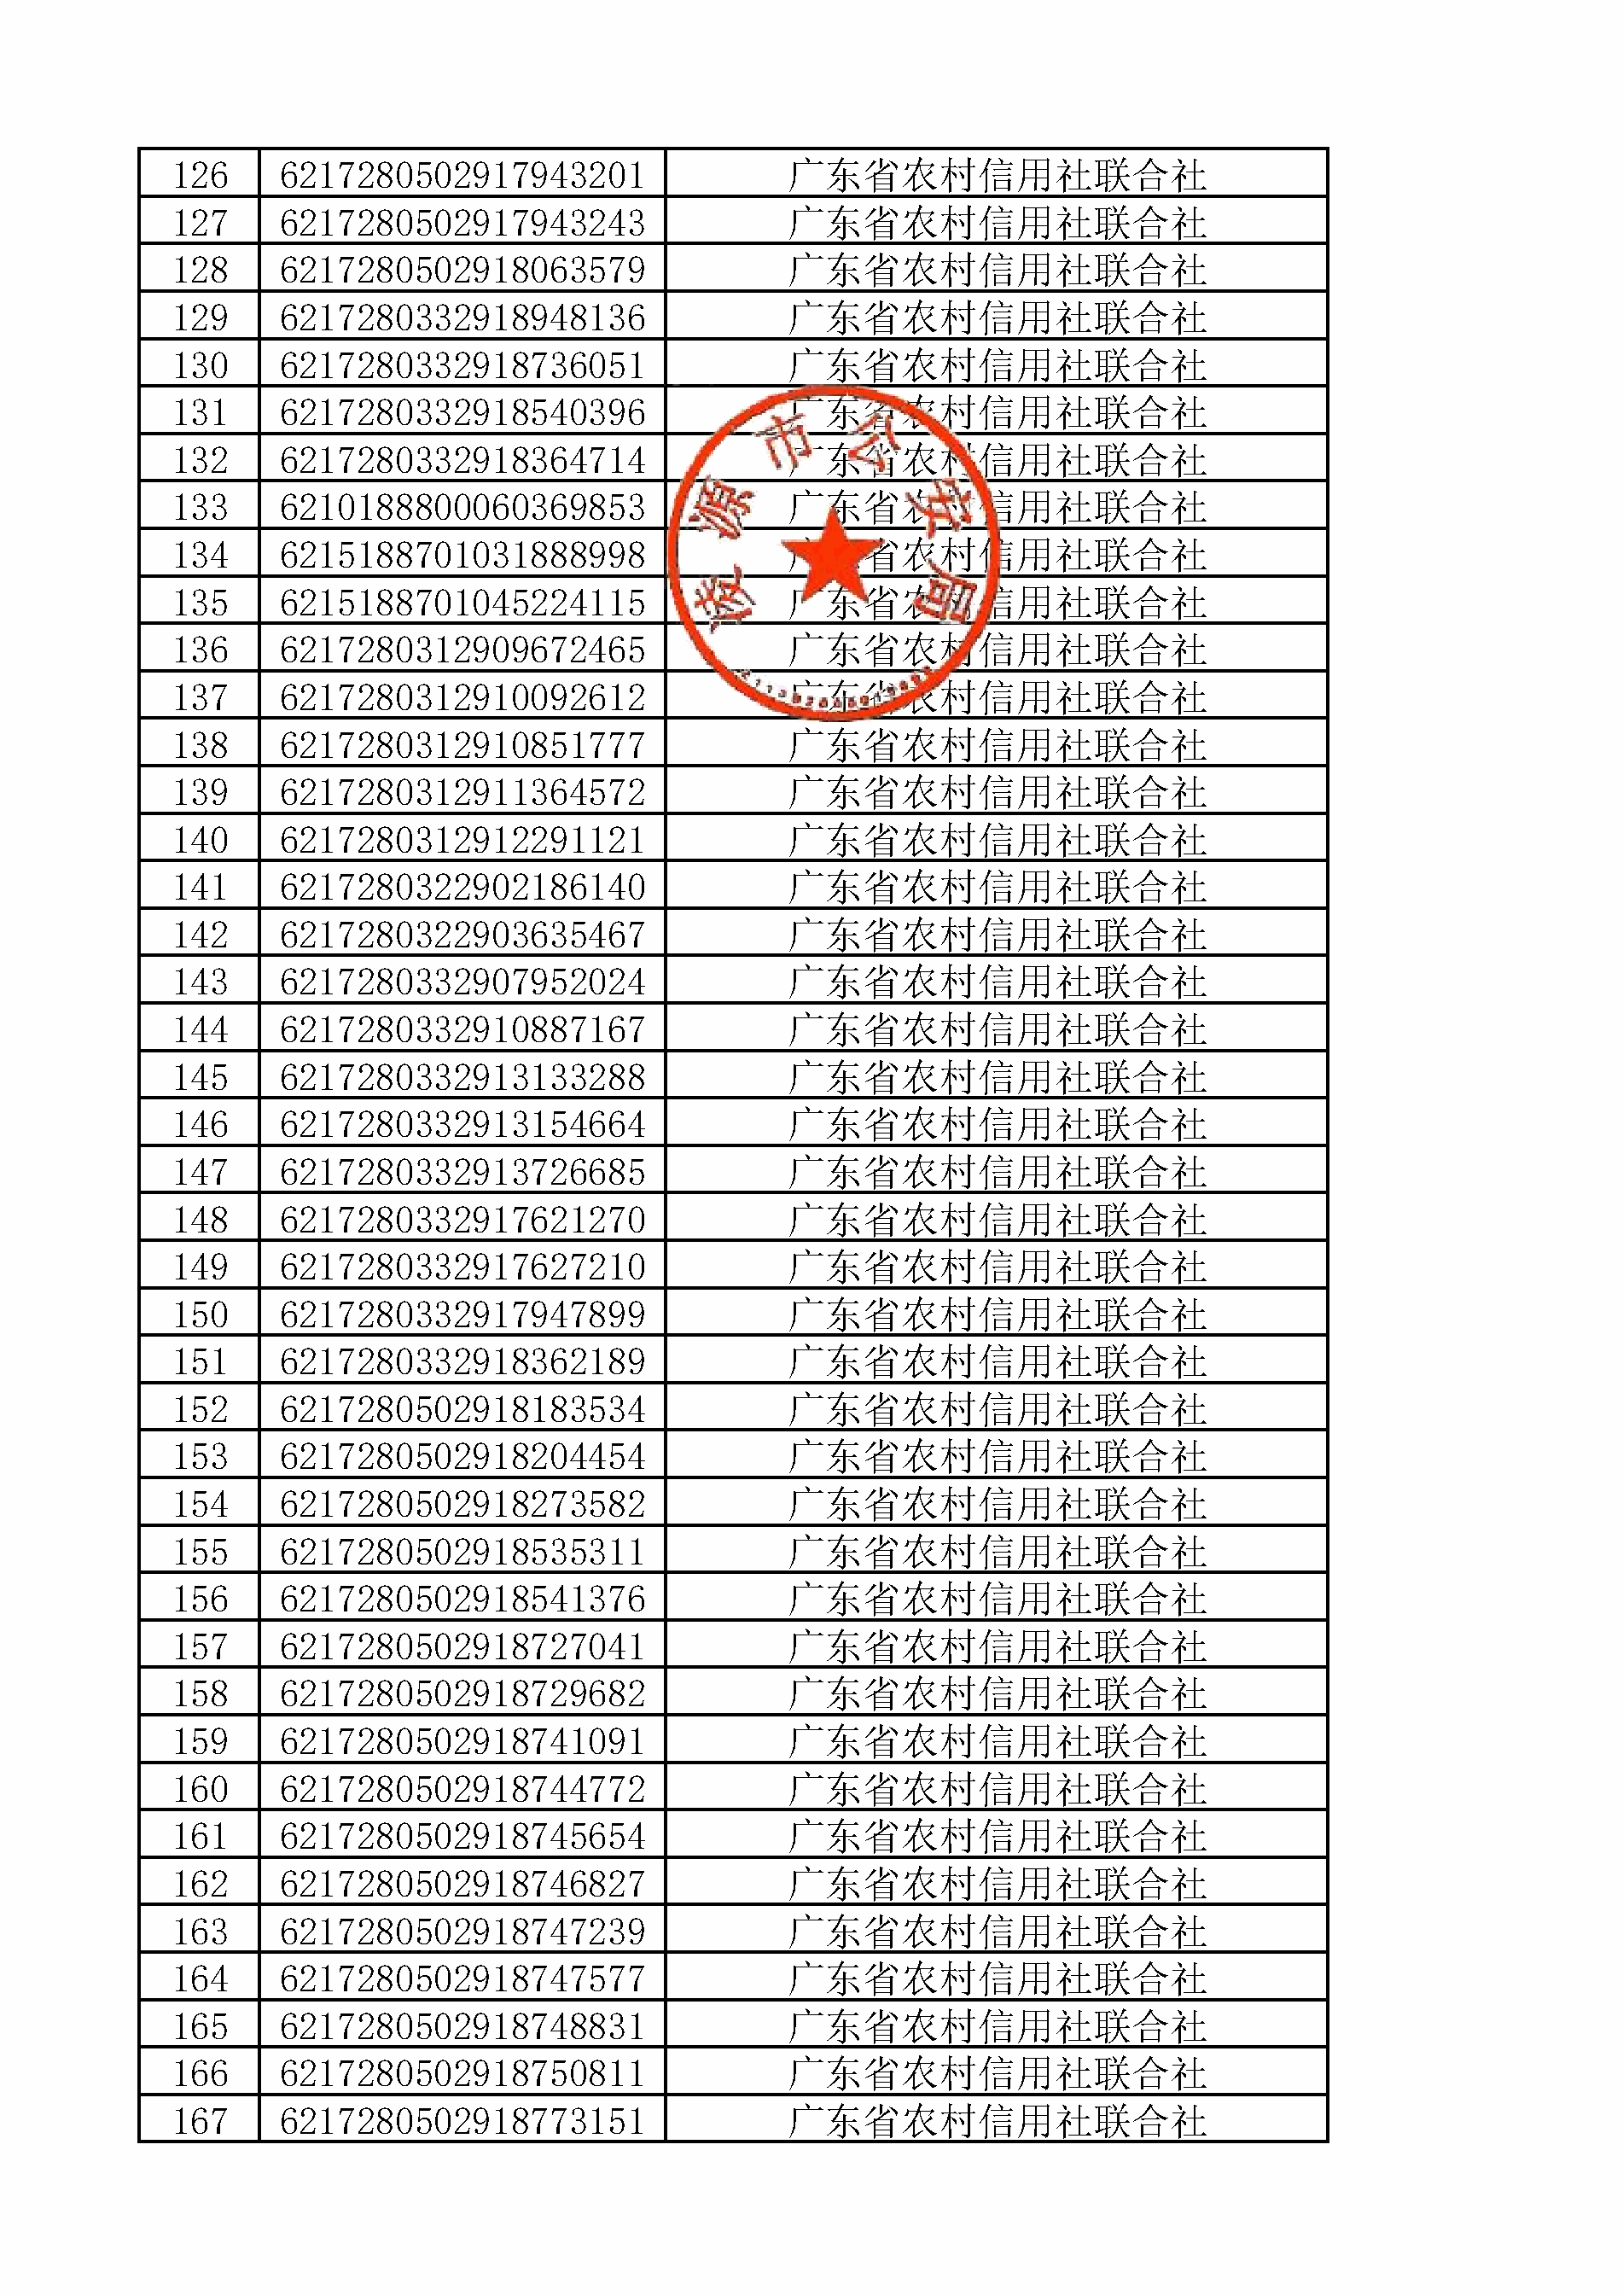 126 6217280502917943201 广东省农村信用社联合社
127 6217280502917943243 广东省农村信用社联合社
128 6217280502918063579 广东省农村信用社联合社
129 6217280332918948136 广东省农村信用社联合社
130 6217280332918736051 广东省农村信用社联合社
131 6217280332918540396 广东省农村信用社联合社
132 6217280332918364714 广东省农村信用社联合社
133 6210188800060369853 广东省农村信用社联合社
134 6215188701031888998 广东省农村信用社联合社
135 6215188701045224115 广东省农村信用社联合社
136 6217280312909672465 广东省农村信用社联合社
137 6217280312910092612 广东省农村信用社联合社
138 6217280312910851777 广东省农村信用社联合社
139 6217280312911364572 广东省农村信用社联合社
140 6217280312912291121 广东省农村信用社联合社
141 6217280322902186140 广东省农村信用社联合社
142 6217280322903635467 广东省农村信用社联合社
143 6217280332907952024 广东省农村信用社联合社
144 6217280332910887167 广东省农村信用社联合社
145 6217280332913133288 广东省农村信用社联合社
146 6217280332913154664 广东省农村信用社联合社
147 6217280332913726685 广东省农村信用社联合社
148 6217280332917621270 广东省农村信用社联合社
149 6217280332917627210 广东省农村信用社联合社
150 6217280332917947899 广东省农村信用社联合社
151 6217280332918362189 广东省农村信用社联合社
152 6217280502918183534 广东省农村信用社联合社
153 6217280502918204454 广东省农村信用社联合社
154 6217280502918273582 广东省农村信用社联合社
155 6217280502918535311 广东省农村信用社联合社
156 6217280502918541376 广东省农村信用社联合社
157 6217280502918727041 广东省农村信用社联合社
158 6217280502918729682 广东省农村信用社联合社
159 6217280502918741091 广东省农村信用社联合社
160 6217280502918744772 广东省农村信用社联合社
161 6217280502918745654 广东省农村信用社联合社
162 6217280502918746827 广东省农村信用社联合社
163 6217280502918747239 广东省农村信用社联合社
164 6217280502918747577 广东省农村信用社联合社
165 6217280502918748831 广东省农村信用社联合社
166 6217280502918750811 广东省农村信用社联合社
167 6217280502918773151 广东省农村信用社联合社
凌源市公安局